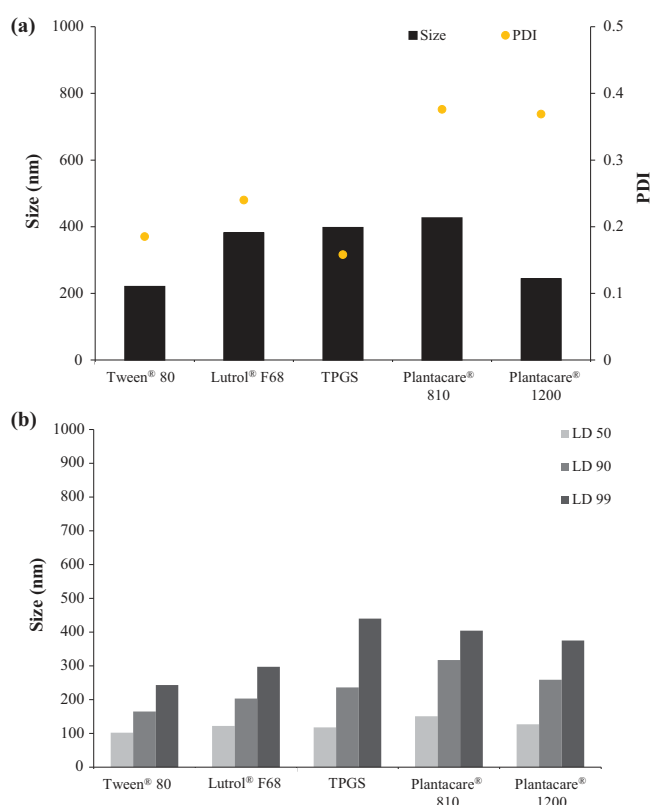 (a)
Size
PDI
1000
800
600
400
200
0
Size (nm)
0.5
0.4
0.3
0.2
0.1
0
PDI
Tween® 80
Lutrol® F68
TPGS
Plantacare®
810
Plantacare®
1200
(b)
LD 50
LD 90
LD 99
1000
900
800
700
600
500
400
300
200
100
0
Size (nm)
Tween® 80
Lutrol® F68
TPGS
Plantacare®
810
Plantacare®
1200